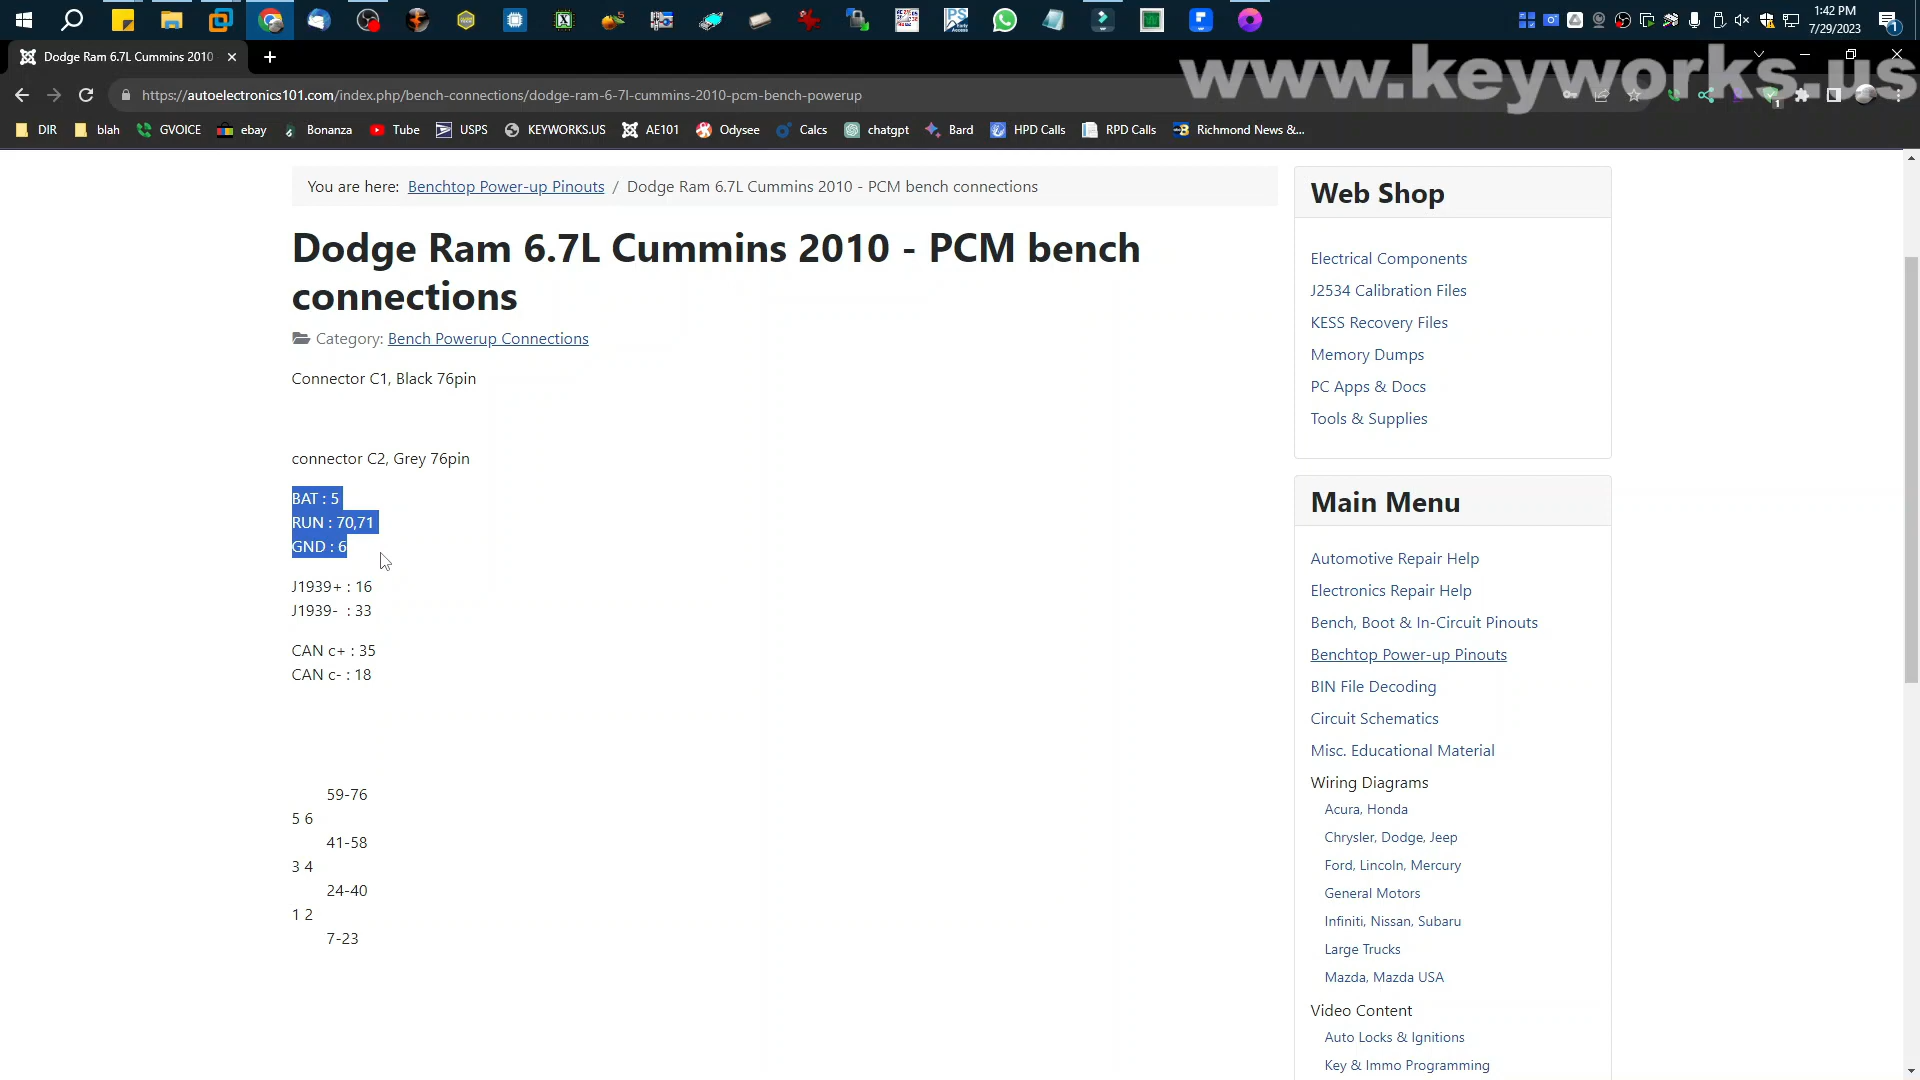 1:42 PM
7/29/2023
1
Dodge Ram 6.7L Cummins 2010
www.keyworks.us
https://autoelectronics101.com/index.php/bench-connections/dodge-ram-6-7l-cummins-2010-pcm-bench-powerup
1
DIR blah GVOICE ebay Bonanza Tube USPS KEYWORKS.US AE101 Odysee Calcs chatgpt Bard HPD Calls RPD Calls Richmond News &...
You are here: Benchtop Power-up Pinouts / Dodge Ram 6.7L Cummins 2010 - PCM bench connections
Dodge Ram 6.7L Cummins 2010 - PCM bench
connections
Category: Bench Powerup Connections
Connector C1, Black 76pin
connector C2, Grey 76pin
BAT : 5
RUN : 70,71
GND : 6
J1939+ : 16
J1939- : 33
CAN c+ : 35
CAN c- : 18
59-76
5 6
41-58
3 4
24-40
1 2
7-23
Web Shop
Electrical Components
J2534 Calibration Files
KESS Recovery Files
Memory Dumps
PC Apps & Docs
Tools & Supplies
Main Menu
Automotive Repair Help
Electronics Repair Help
Bench, Boot & In-Circuit Pinouts
Benchtop Power-up Pinouts
BIN File Decoding
Circuit Schematics
Misc. Educational Material
Wiring Diagrams
Acura, Honda
Chrysler, Dodge, Jeep
Ford, Lincoln, Mercury
General Motors
Infiniti, Nissan, Subaru
Large Trucks
Mazda, Mazda USA
Video Content
Auto Locks & Ignitions
Key & Immo Programming